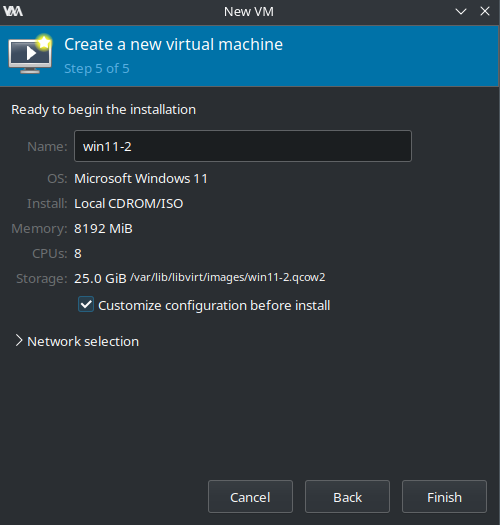 New VM
Create a new virtual machine
Step 5 of 5
Ready to begin the installation
Name: win11-2
OS: Microsoft Windows 11
Install: Local CDROM/ISO
Memory: 8192 MiB
CPUs: 8
Storage: 25.0 GiB /var/lib/libvirt/images/win11-2.qcow2
Customize configuration before install
Network selection
Cancel Back Finish